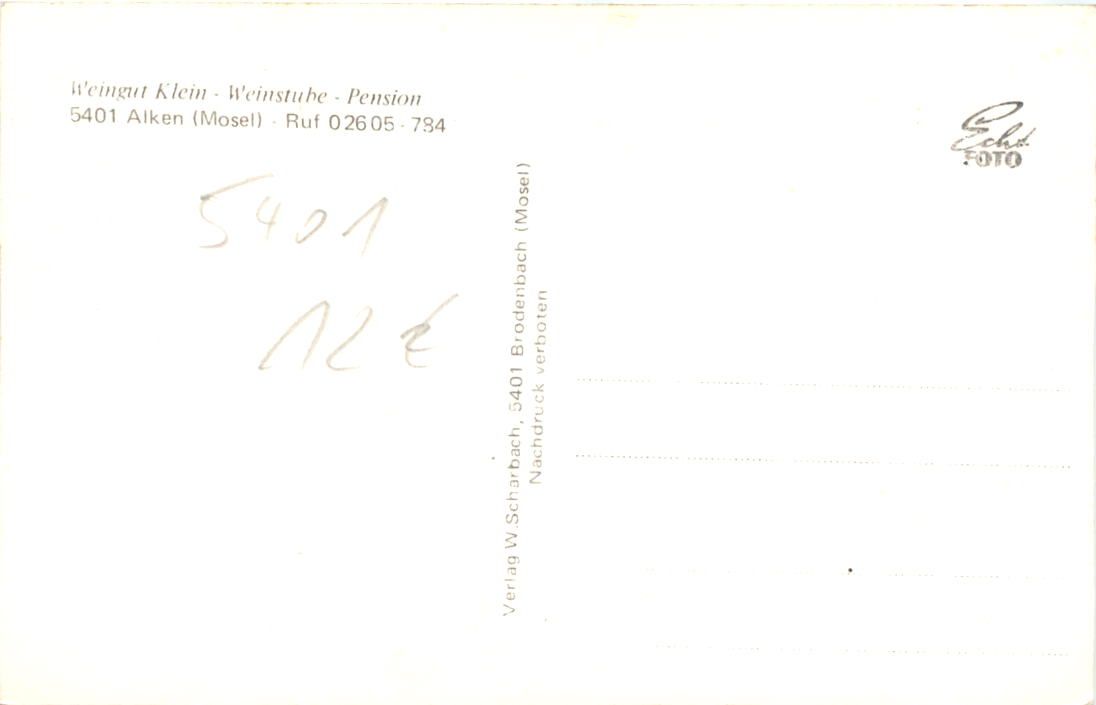 Weingut Klein - Weinstube - Pension
5401 Alken (Mosel) · Ruf 02605 · 784
5401
12 €
Verlag W. Scharbach, 5401 Brodenbach (Mosel)
Nachdruck verboten
Echt
FOTO